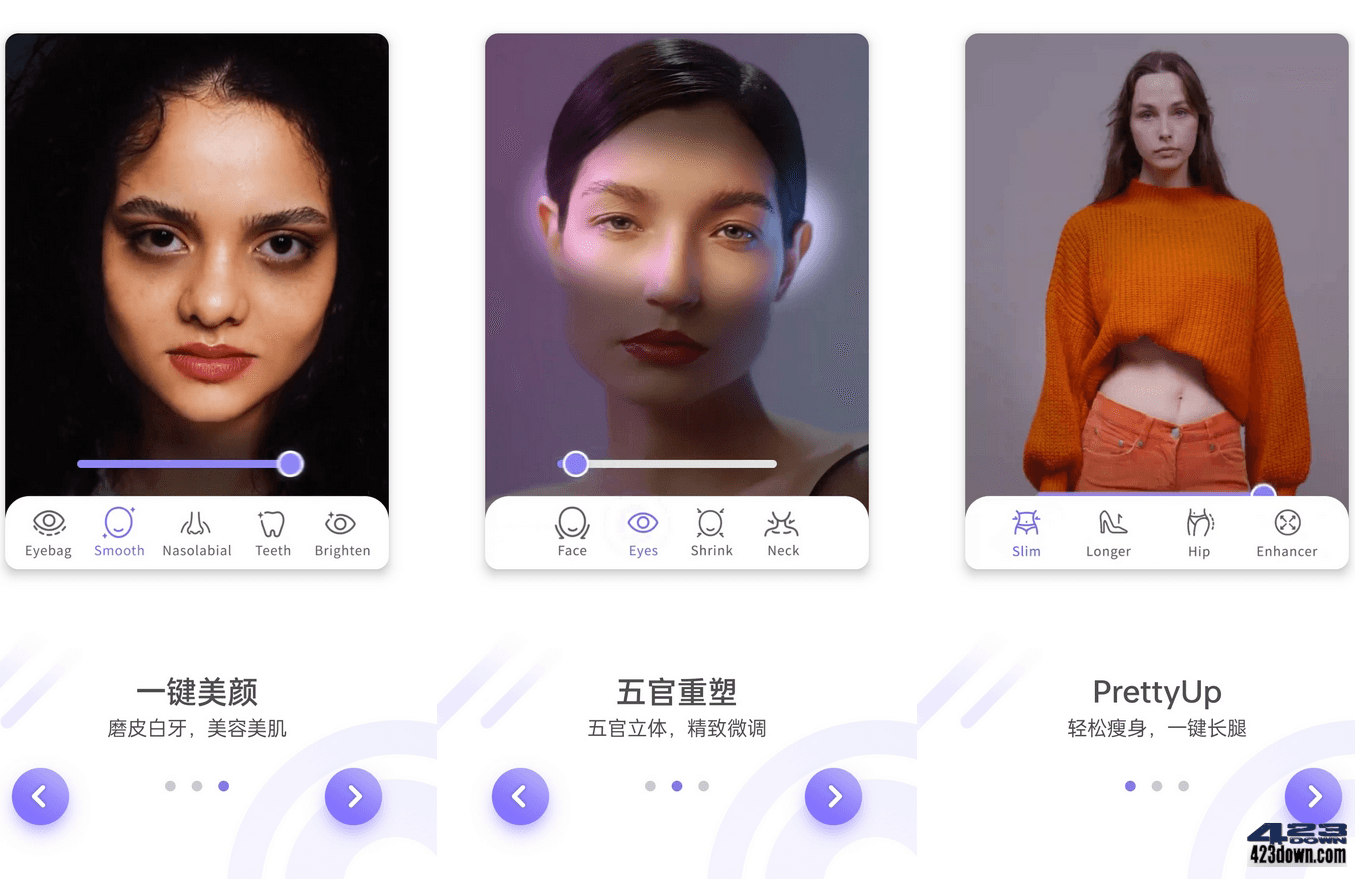 Eyebag Smooth Nasolabial Teeth Brighten
一键美颜
磨皮白牙，美容美肌
Face Eyes Shrink Neck
五官重塑
五官立体，精致微调
Slim Longer Hip Enhancer
PrettyUp
轻松瘦身，一键长腿
423
DOWN
423down.com